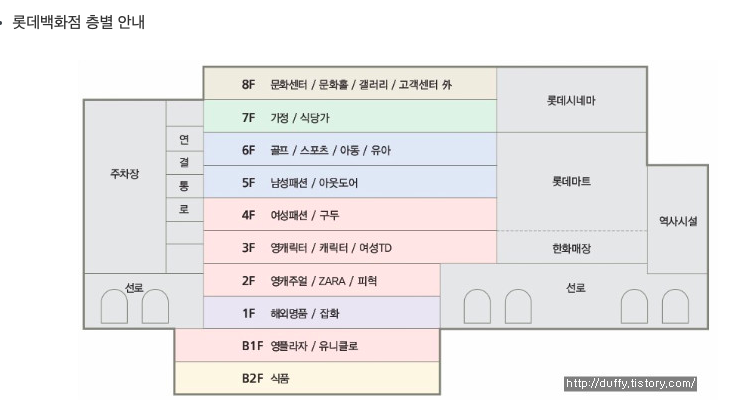 • 롯데백화점 층별 안내
8F 문화센터 / 문화홀 / 갤러리 / 고객센터 外
롯데시네마
7F 가정 / 식당가
연
결
통
로
주차장
6F 골프 / 스포츠 / 아동 / 유아
5F 남성패션 / 아웃도어
롯데마트
4F 여성패션 / 구두
역사시설
3F 영캐릭터 / 캐릭터 / 여성TD
한화매장
2F 영캐주얼 / ZARA / 피혁
선로
선로
1F 해외명품 / 잡화
B1F 영플라자 / 유니클로
B2F 식품
http://duffy.tistory.com/